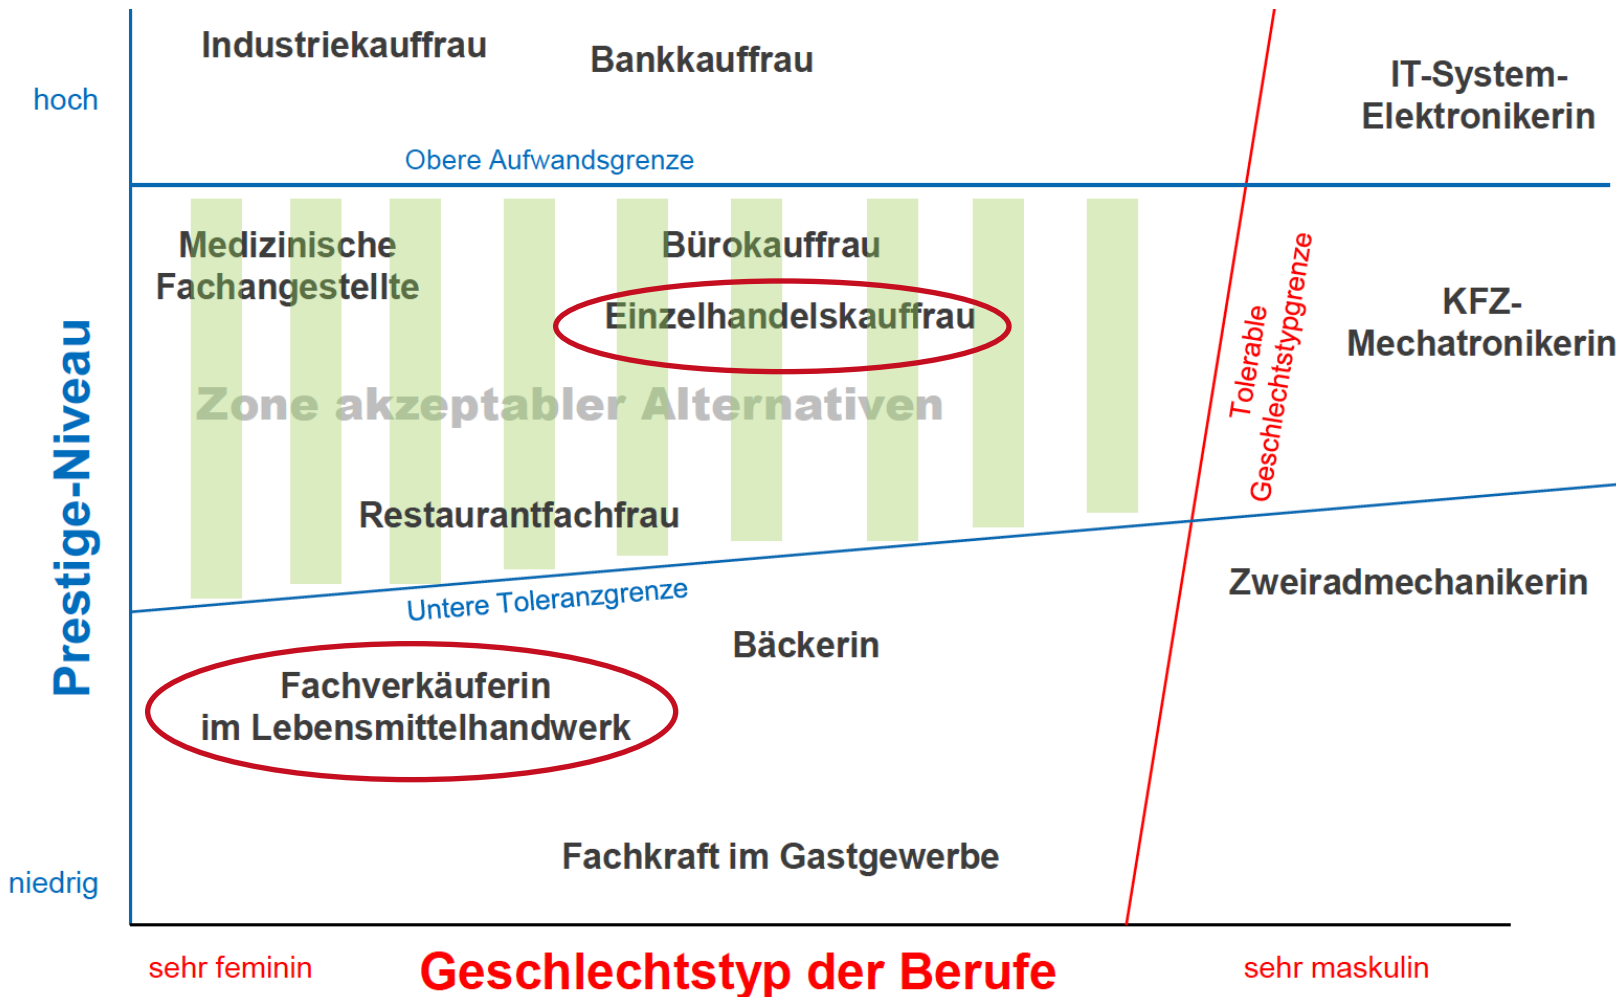 Industriekauffrau
Bankkauffrau
IT-System-
Elektronikerin
hoch
Obere Aufwandsgrenze
Medizinische
Fachangestellte
Bürokauffrau
Einzelhandelskauffrau
Tolerable
Geschlechtstypgrenze
KFZ-
Mechatronikerin
Zone akzeptabler Alternativen
Prestige-Niveau
Restaurantfachfrau
Untere Toleranzgrenze
Zweiradmechanikerin
Bäckerin
Fachverkäuferin
im Lebensmittelhandwerk
Fachkraft im Gastgewerbe
niedrig
sehr feminin
Geschlechtstyp der Berufe
sehr maskulin